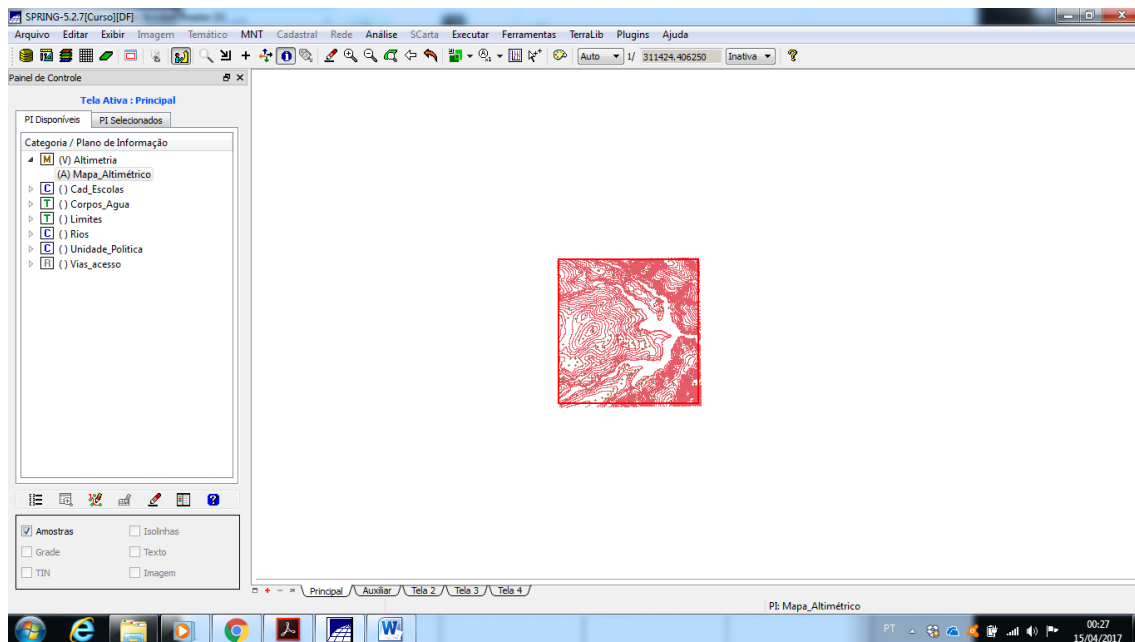 SPRING-5.2.7[Curso][DF]
Arquivo Editar Exibir Imagem Temático MNT Cadastral Rede Análise SCarta Executar Ferramentas TerraLib Plugins Ajuda
Auto 1/ 311424.406250 Inativa
Painel de Controle
Tela Ativa : Principal
PI Disponíveis PI Selecionados
Categoria / Plano de Informação
M (V) Altimetria
(A) Mapa_Altimétrico
C ( ) Cad_Escolas
T ( ) Corpos_Agua
T ( ) Limites
C ( ) Rios
C ( ) Unidade_Politica
R ( ) Vias_acesso
Amostras Isolinhas
Grade Texto
TIN Imagem
Principal Auxiliar Tela 2 Tela 3 Tela 4
PI: Mapa_Altimétrico
PT 00:27
15/04/2017